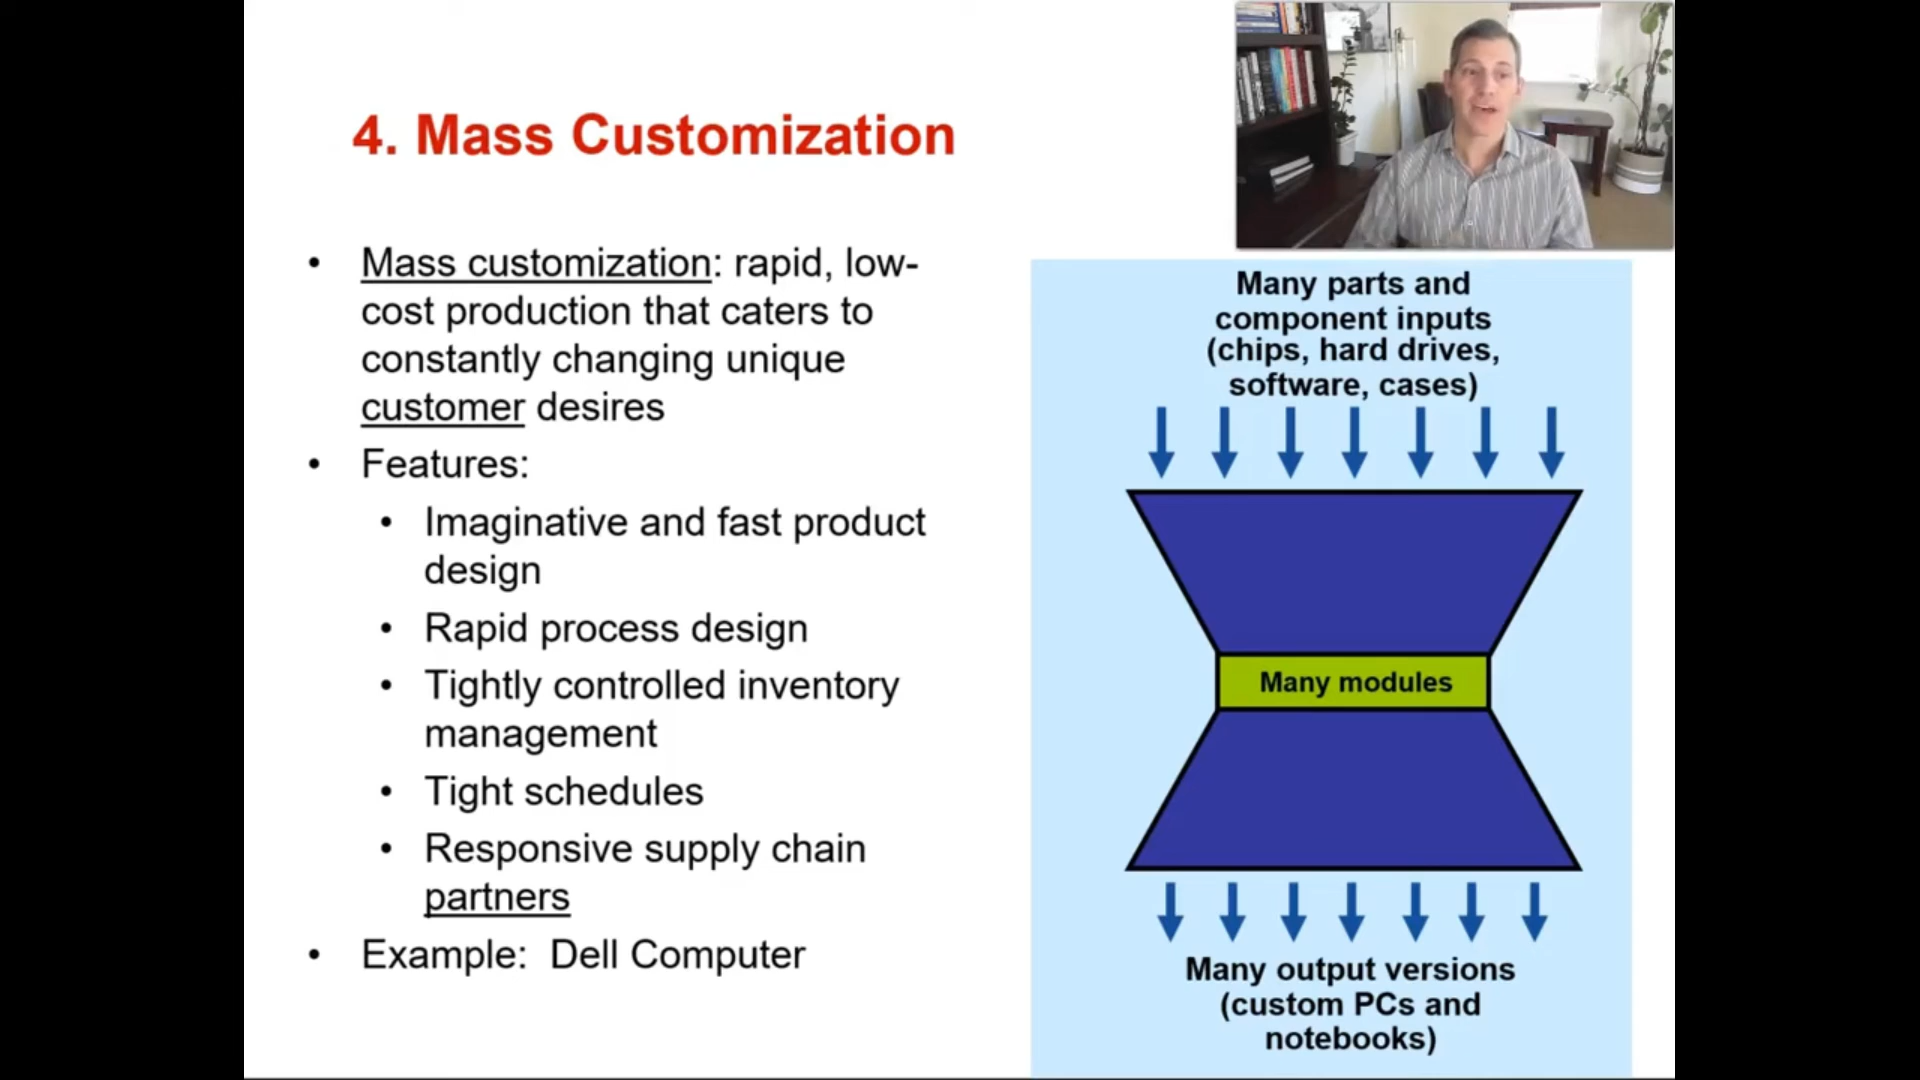 4. Mass Customization
• Mass customization: rapid, low-
cost production that caters to
constantly changing unique
customer desires
• Features:
• Imaginative and fast product
design
• Rapid process design
• Tightly controlled inventory
management
• Tight schedules
• Responsive supply chain
partners
• Example: Dell Computer
Many parts and
component inputs
(chips, hard drives,
software, cases)
Many modules
Many output versions
(custom PCs and
notebooks)